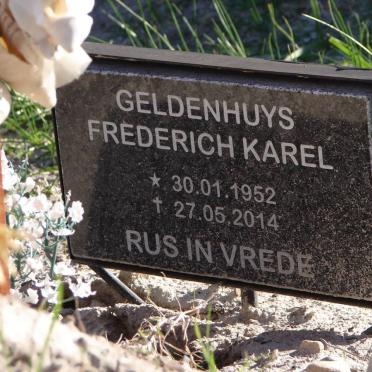 GELDENHUYS
FREDERICH KAREL
★ 30.01.1952
✝ 27.05.2014
RUS IN VREDE